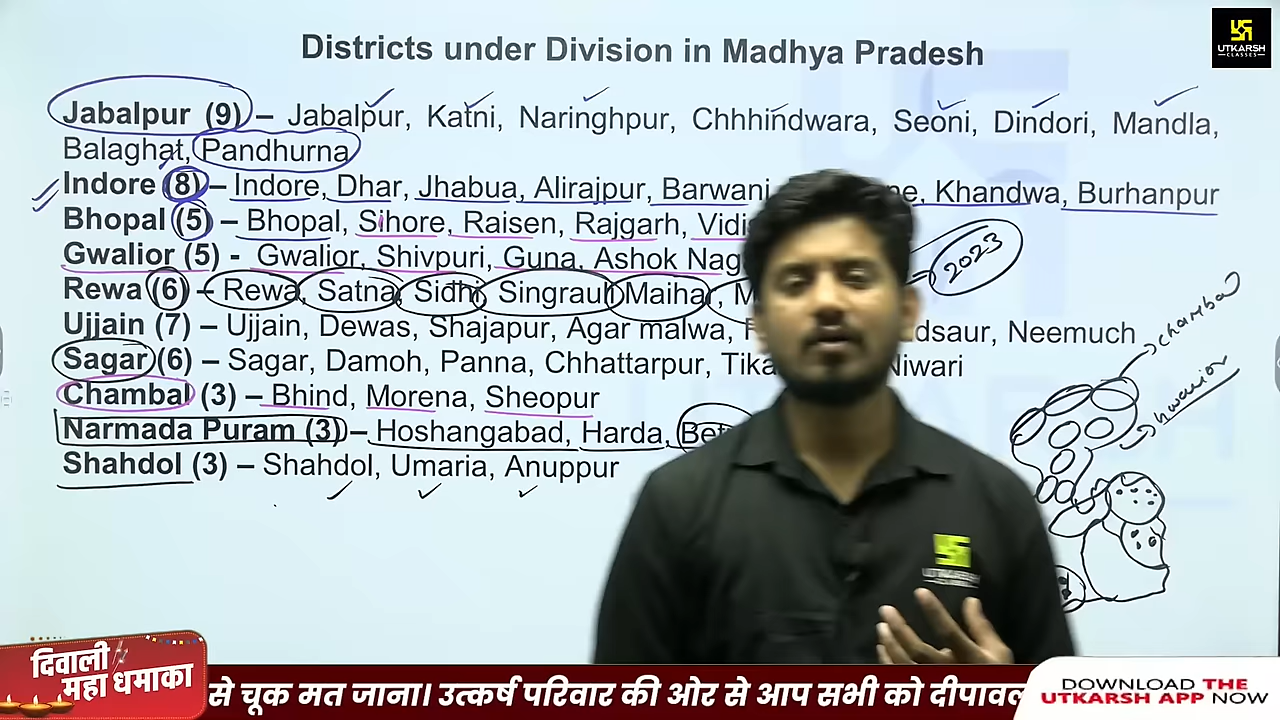 UTKARSH
CLASSES
Districts under Division in Madhya Pradesh
Jabalpur (9) – Jabalpur, Katni, Naringhpur, Chhhindwara, Seoni, Dindori, Mandla,
Balaghat, Pandhurna
Indore (8) – Indore, Dhar, Jhabua, Alirajpur, Barwani, Khandwa, Burhanpur
Bhopal (5) – Bhopal, Sihore, Raisen, Rajgarh,
Gwalior (5) - Gwalior, Shivpuri, Guna, Ashok
2023
Rewa (6) – Rewa, Satna, Sidhi, Singrauli Maihar,
Ujjain (7) – Ujjain, Dewas, Shajapur, Agar malwa, Neemuch
chambal
Sagar (6) – Sagar, Damoh, Panna, Chhattarpur, Niwari
Chambal (3) – Bhind, Morena, Sheopur
Gwalior
Narmada Puram (3) – Hoshangabad, Harda,
Shahdol (3) – Shahdol, Umaria, Anuppur
दिवाली
महा धमाका
से चूक मत जाना। उत्कर्ष परिवार की ओर से आप सभी को
DOWNLOAD THE
UTKARSH APP NOW